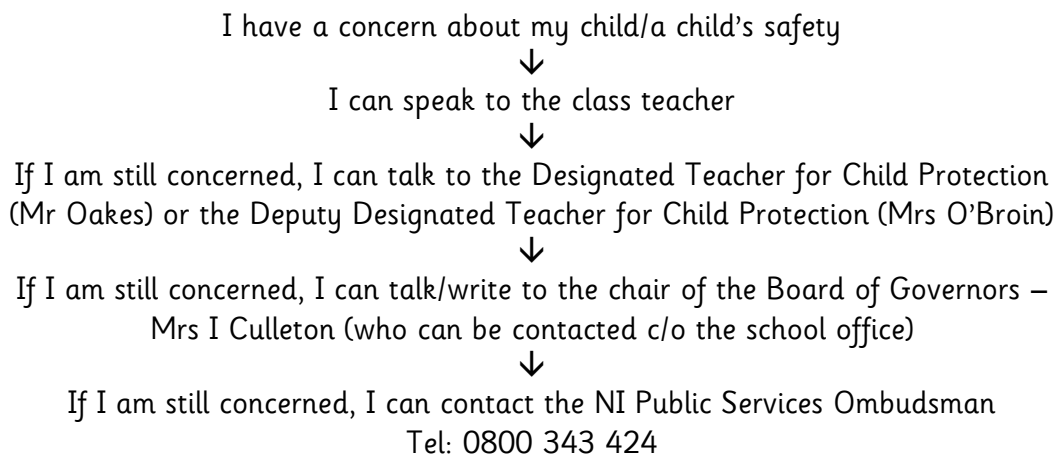 I have a concern about my child/a child's safety
↓
I can speak to the class teacher
↓
If I am still concerned, I can talk to the Designated Teacher for Child Protection
(Mr Oakes) or the Deputy Designated Teacher for Child Protection (Mrs O'Broin)
↓
If I am still concerned, I can talk/write to the chair of the Board of Governors –
Mrs I Culleton (who can be contacted c/o the school office)
↓
If I am still concerned, I can contact the NI Public Services Ombudsman
Tel: 0800 343 424